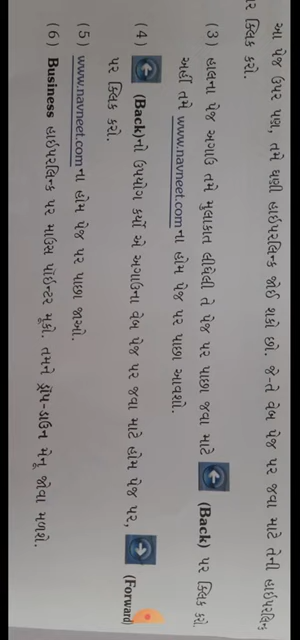 આ પેજ ઉપર પણ, તમે ઘણી હાઇપરલિન્ક જોઈ શકો છો. જે-તે વેબ પેજ પર જવા માટે તેની હાઇપરલિન્ક
પર ક્લિક કરો.
(3) હાલના પેજ અગાઉ તમે મુલાકાત લીધેલી તે પેજ પર પાછા જવા માટે (Back) પર ક્લિક કરો.
અહીં તમે www.navneet.comના હોમ પેજ પર પાછા આવશો.
(4) (Back)નો ઉપયોગ કર્યા એ અગાઉના વેબ પેજ પર જવા માટે હોમ પેજ પર, (Forward)
પર ક્લિક કરો.
(5) www.navneet.comના હોમ પેજ પર પાછા જાઓ.
(6) Business હાઇપરલિન્ક પર માઉસ પૉઇન્ટર મૂકો. તમને ડ્રૉપ-ડાઉન મેનૂ જોવા મળશે.